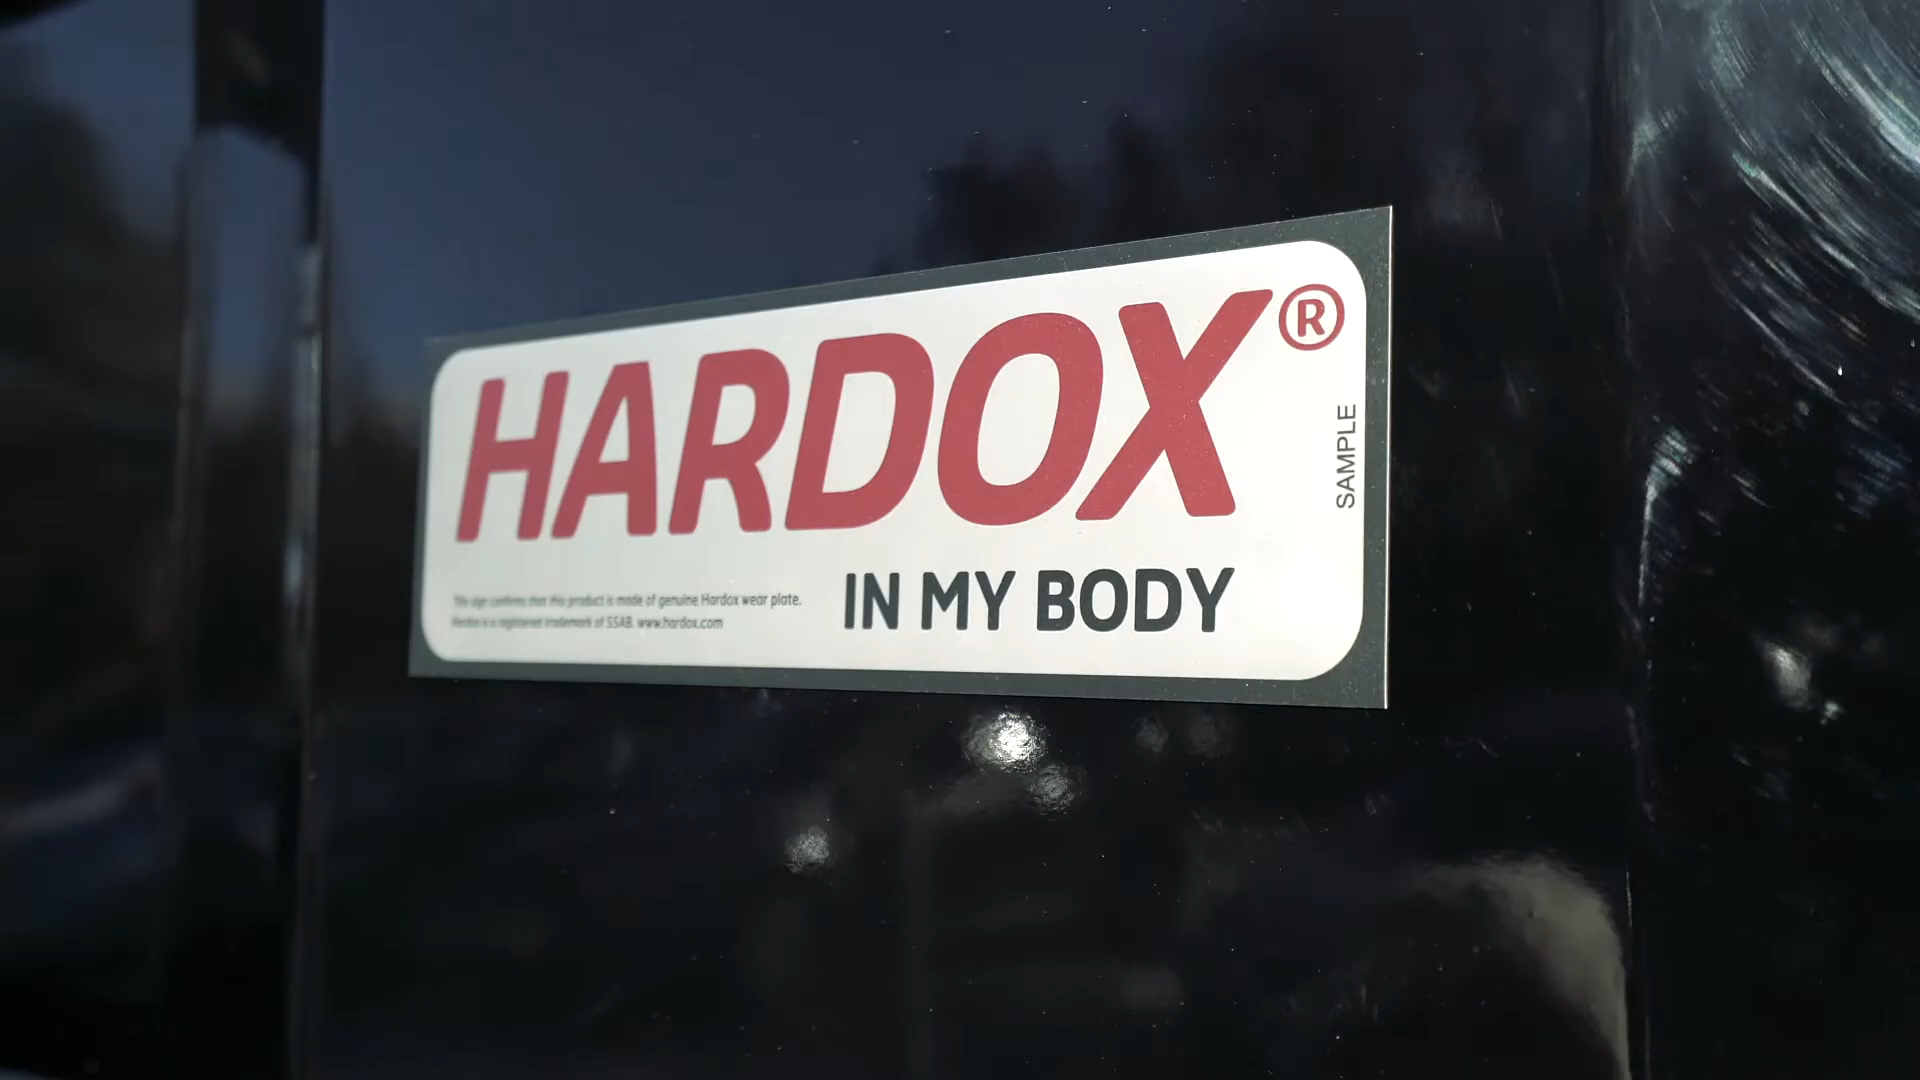 HARDOX®
SAMPLE
IN MY BODY
This sign confirms that this product is made of genuine Hardox wear plate.
Hardox is a registered trademark of SSAB. www.hardox.com